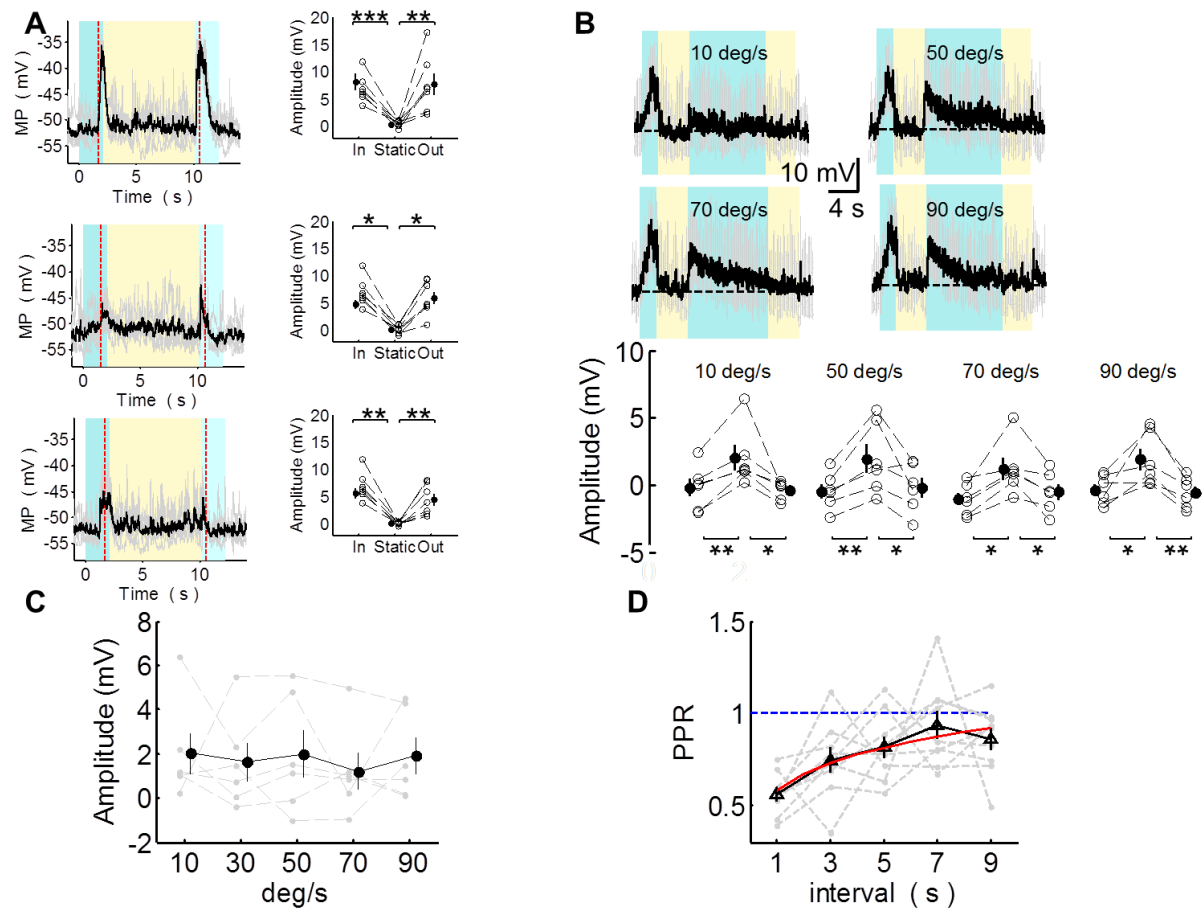 A
-35
-40
-45
-50
-55
MP (mV)
0 5 10
Time (s)
20
15
10
5
0
Amplitude (mV)
*** **
In Static Out
-35
-40
-45
-50
-55
MP (mV)
0 5 10
Time (s)
20
15
10
5
0
Amplitude (mV)
* *
In Static Out
-35
-40
-45
-50
-55
MP (mV)
0 5 10
Time (s)
20
15
10
5
0
Amplitude (mV)
** **
In Static Out
B
10 deg/s 50 deg/s
10 mV
4 s
70 deg/s 90 deg/s
10
5
0
-5
Amplitude (mV)
10 deg/s 50 deg/s 70 deg/s 90 deg/s
** * ** * * * * **
0 2
C
8
6
4
2
0
-2
Amplitude (mV)
10 30 50 70 90
deg/s
D
1.5
1
0.5
PPR
1 3 5 7 9
interval (s)